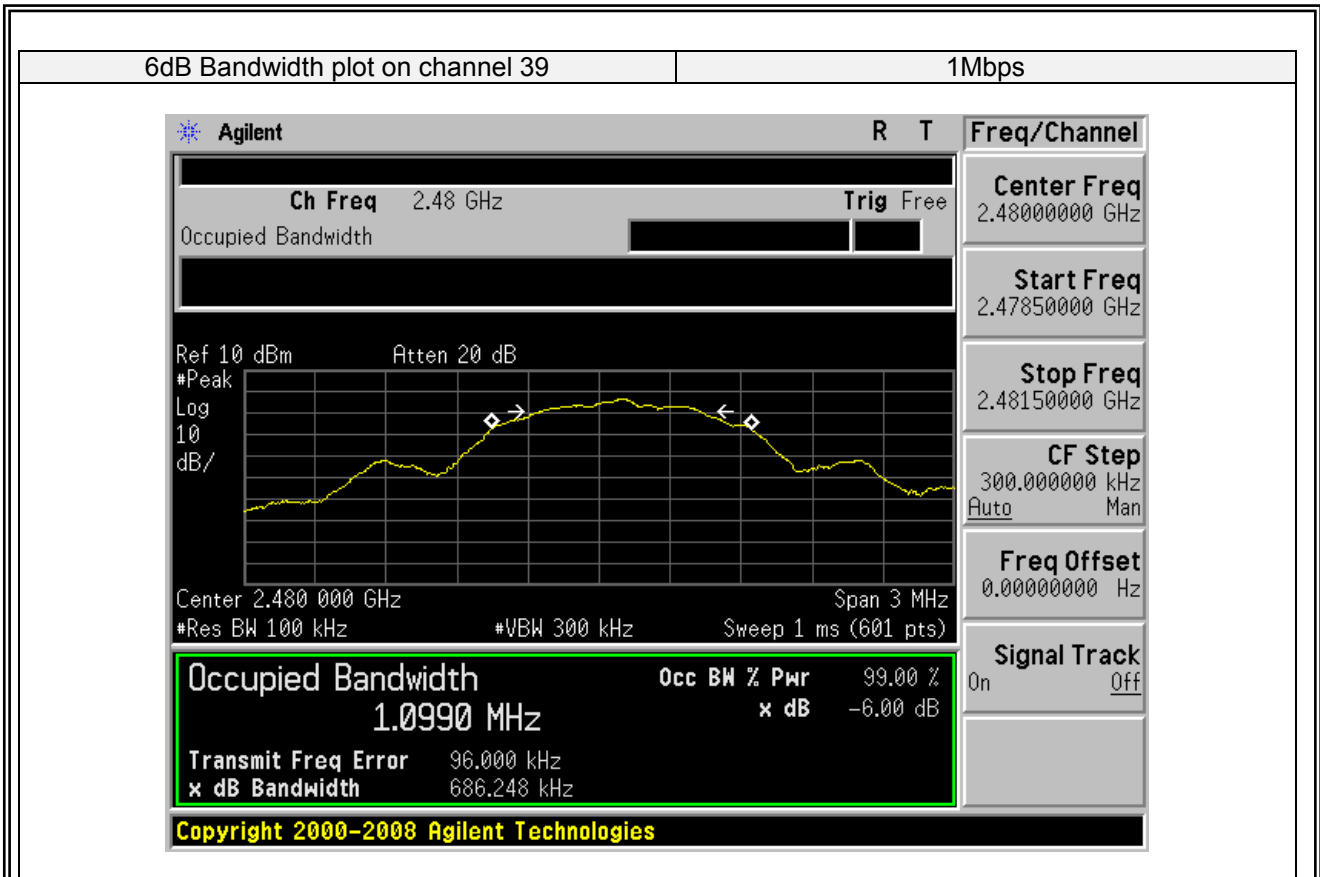 6dB Bandwidth plot on channel 39 1Mbps
Agilent R T Freq/Channel
Ch Freq 2.48 GHz Trig Free
Occupied Bandwidth
Center Freq
2.48000000 GHz
Start Freq
2.47850000 GHz
Stop Freq
2.48150000 GHz
CF Step
300.000000 kHz
Auto Man
Freq Offset
0.00000000 Hz
Signal Track
On Off
Ref 10 dBm Atten 20 dB
#Peak
Log
10
dB/
Center 2.480 000 GHz Span 3 MHz
#Res BW 100 kHz #VBW 300 kHz Sweep 1 ms (601 pts)
Occupied Bandwidth Occ BW % Pwr 99.00 %
1.0990 MHz x dB -6.00 dB
Transmit Freq Error 96.000 kHz
x dB Bandwidth 686.248 kHz
Copyright 2000-2008 Agilent Technologies